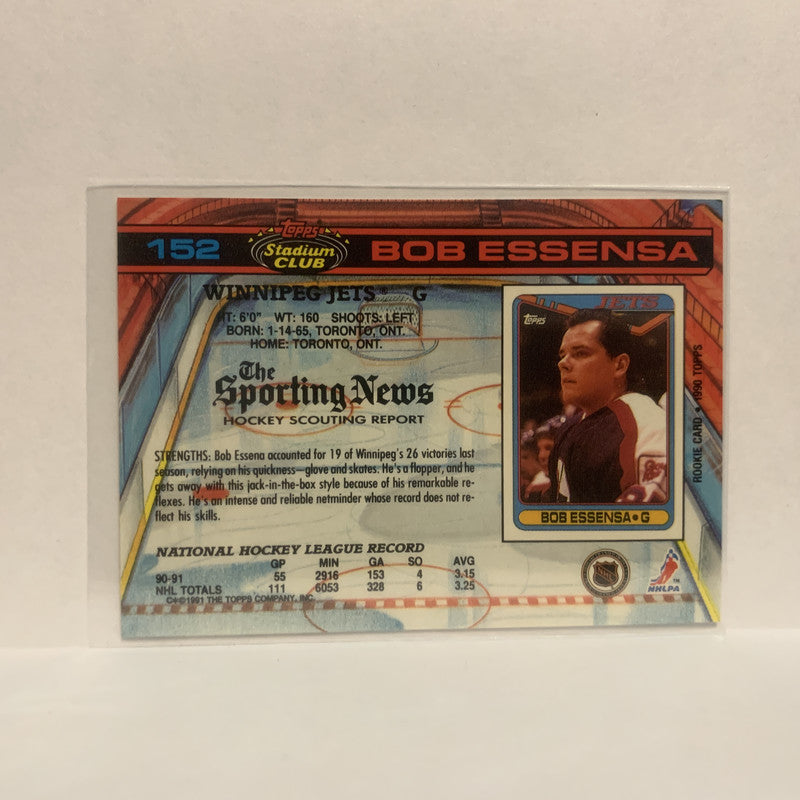 152
Topps
Stadium
CLUB
BOB ESSENSA
WINNIPEG JETS® G
HT: 6'0" WT: 160 SHOOTS: LEFT
BORN: 1-14-65, TORONTO, ONT.
HOME: TORONTO, ONT.
The
Sporting News
HOCKEY SCOUTING REPORT
STRENGTHS: Bob Essena accounted for 19 of Winnipeg's 26 victories last
season, relying on his quickness—glove and skates. He's a flopper, and he
gets away with this jack-in-the-box style because of his remarkable re-
flexes. He's an intense and reliable netminder whose record does not re-
flect his skills.
NATIONAL HOCKEY LEAGUE RECORD
GP MIN GA SO AVG
90-91 55 2916 153 4 3.15
NHL TOTALS 111 6053 328 6 3.25
C*©1991 THE TOPPS COMPANY, INC.
JETS
Topps
BOB ESSENSA•G
ROOKIE CARD • 1990 TOPPS
NHL
NHLPA
TM